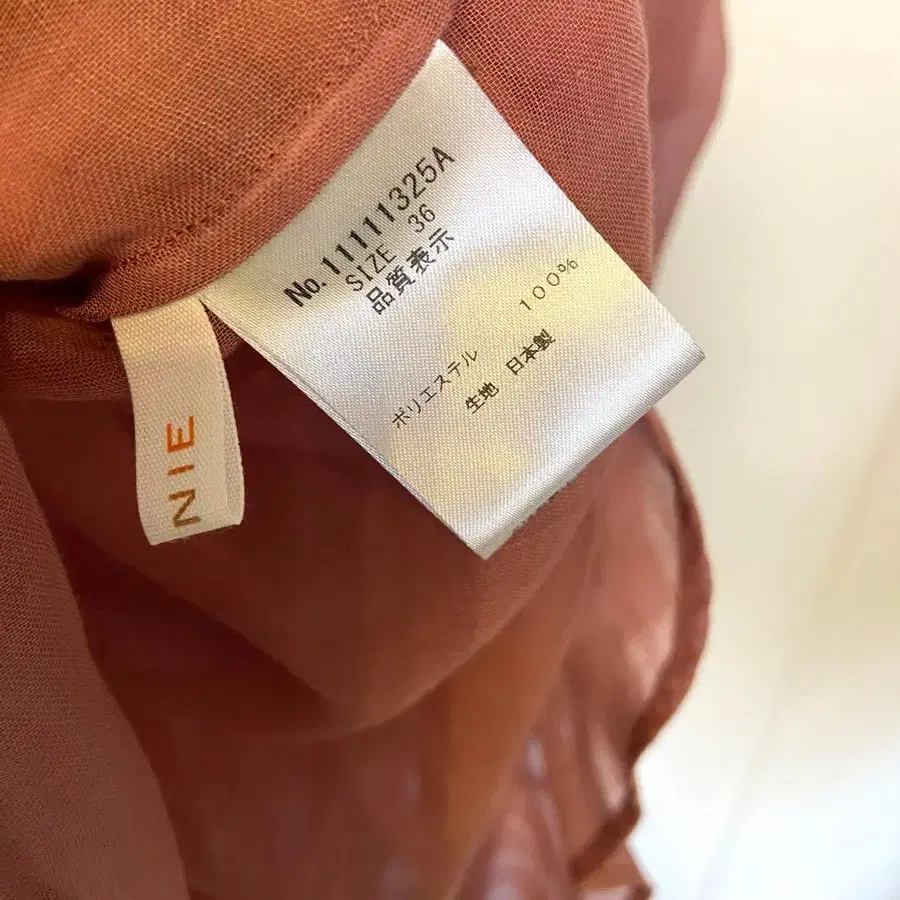 No.11111325A
SIZE 36
品質表示
ポリエステル 100%
生地 日本製
NIE